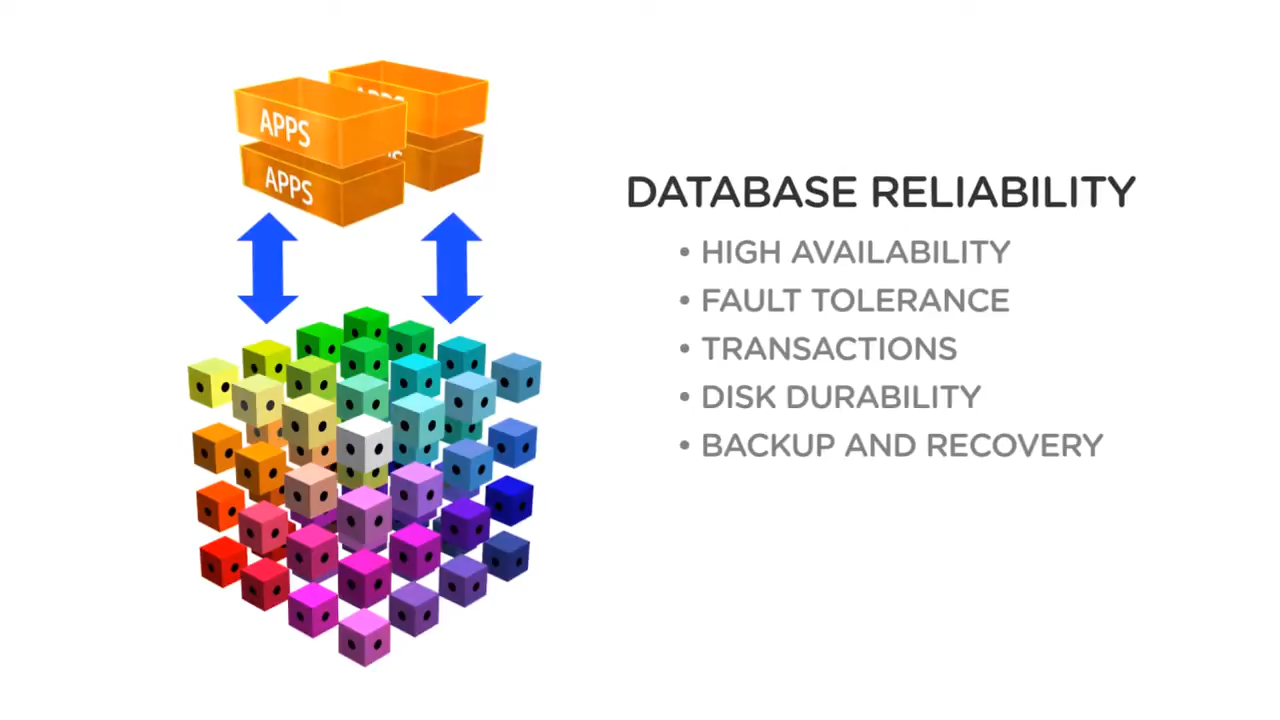 APPS
APPS
DATABASE RELIABILITY
• HIGH AVAILABILITY
• FAULT TOLERANCE
• TRANSACTIONS
• DISK DURABILITY
• BACKUP AND RECOVERY